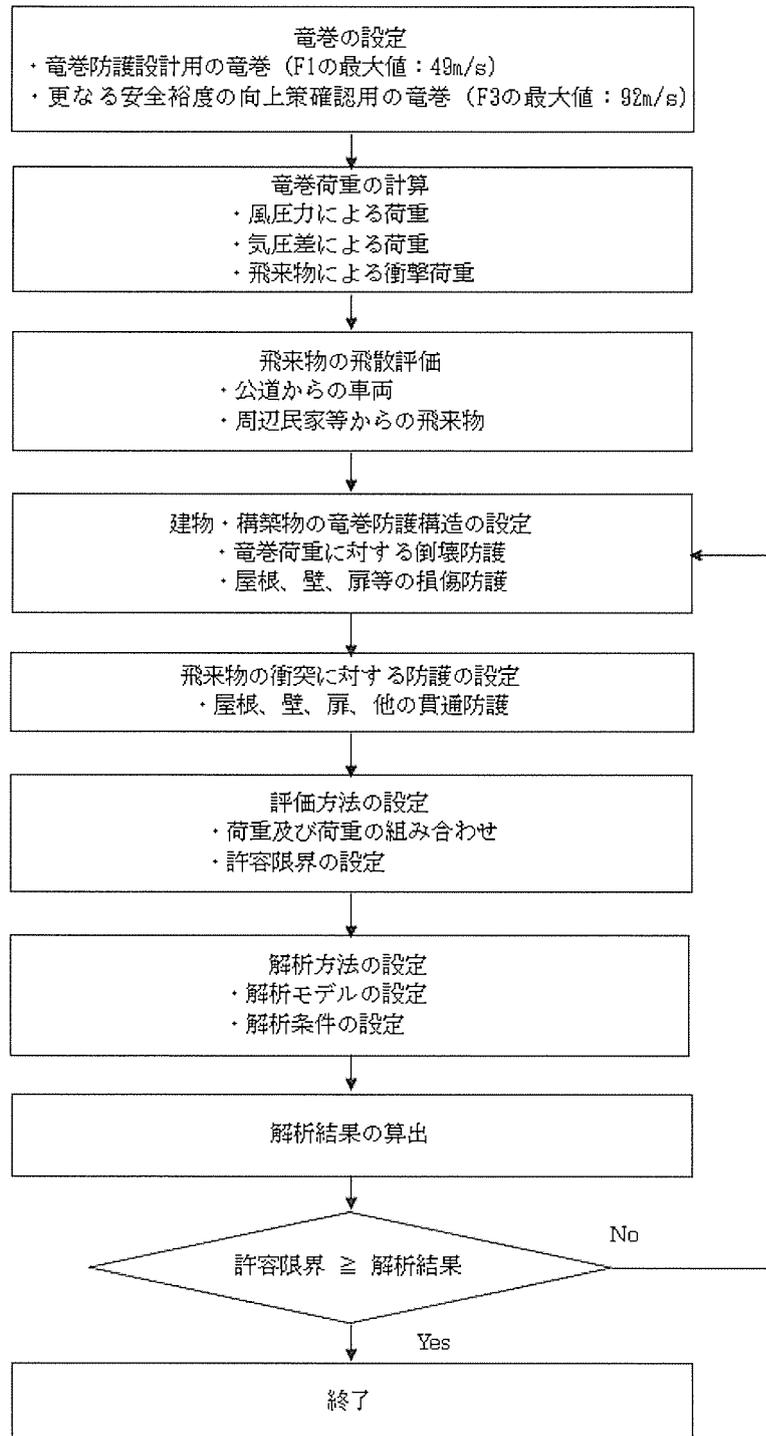 竜巻の設定
・竜巻防護設計用の竜巻（F1の最大値：49m/s）
・更なる安全裕度の向上策確認用の竜巻（F3の最大値：92m/s）
竜巻荷重の計算
・風圧力による荷重
・気圧差による荷重
・飛来物による衝撃荷重
飛来物の飛散評価
・公道からの車両
・周辺民家等からの飛来物
建物・構築物の竜巻防護構造の設定
・竜巻荷重に対する倒壊防護
・屋根、壁、扉等の損傷防護
飛来物の衝突に対する防護の設定
・屋根、壁、扉、他の貫通防護
評価方法の設定
・荷重及び荷重の組み合わせ
・許容限界の設定
解析方法の設定
・解析モデルの設定
・解析条件の設定
解析結果の算出
許容限界 ≧ 解析結果
No
Yes
終了